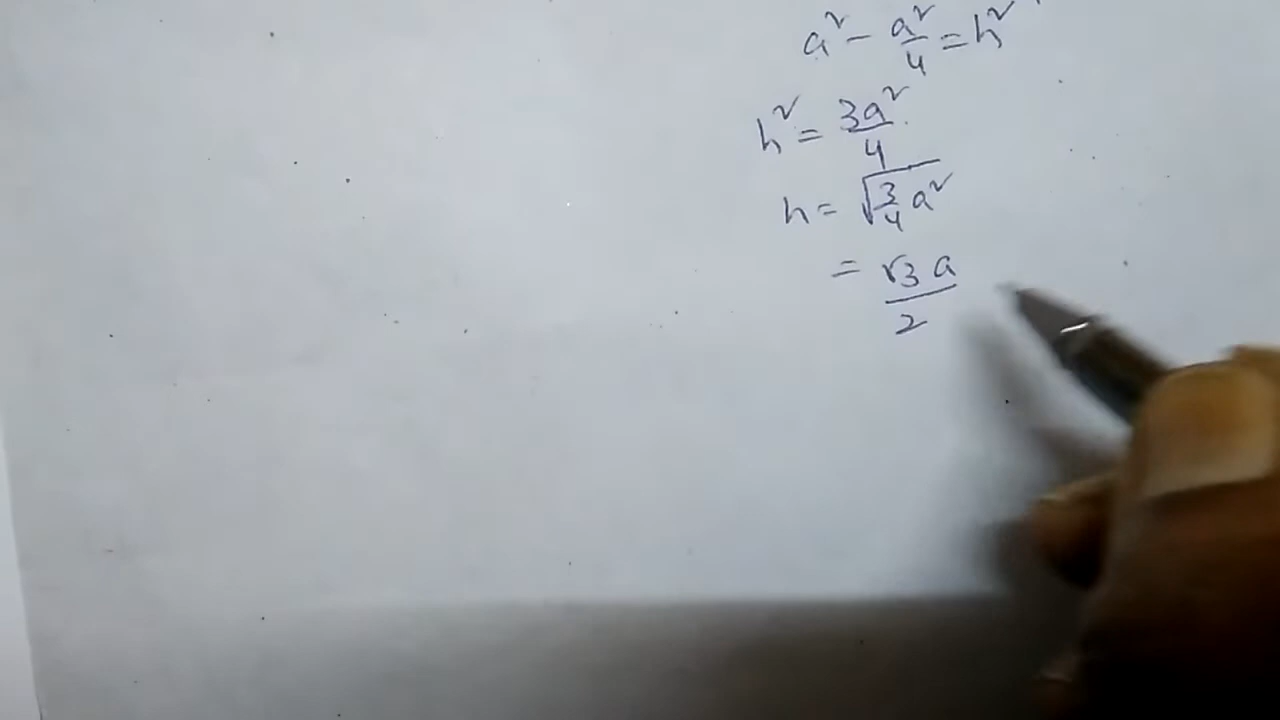 a² - a²/4 = h²
h² = 3a²/4
h = √(3/4 a²)
= √3 a/2